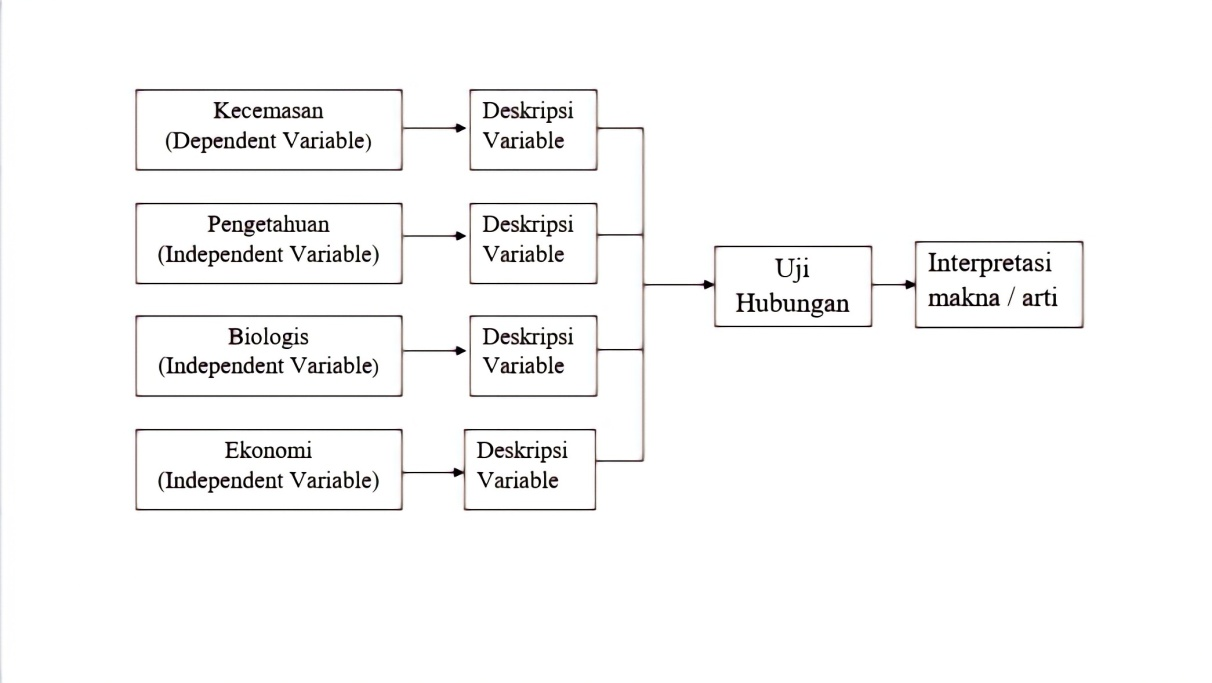 Kecemasan
(Dependent Variable)
Deskripsi
Variable
Pengetahuan
(Independent Variable)
Deskripsi
Variable
Biologis
(Independent Variable)
Deskripsi
Variable
Ekonomi
(Independent Variable)
Deskripsi
Variable
Uji
Hubungan
Interpretasi
makna / arti